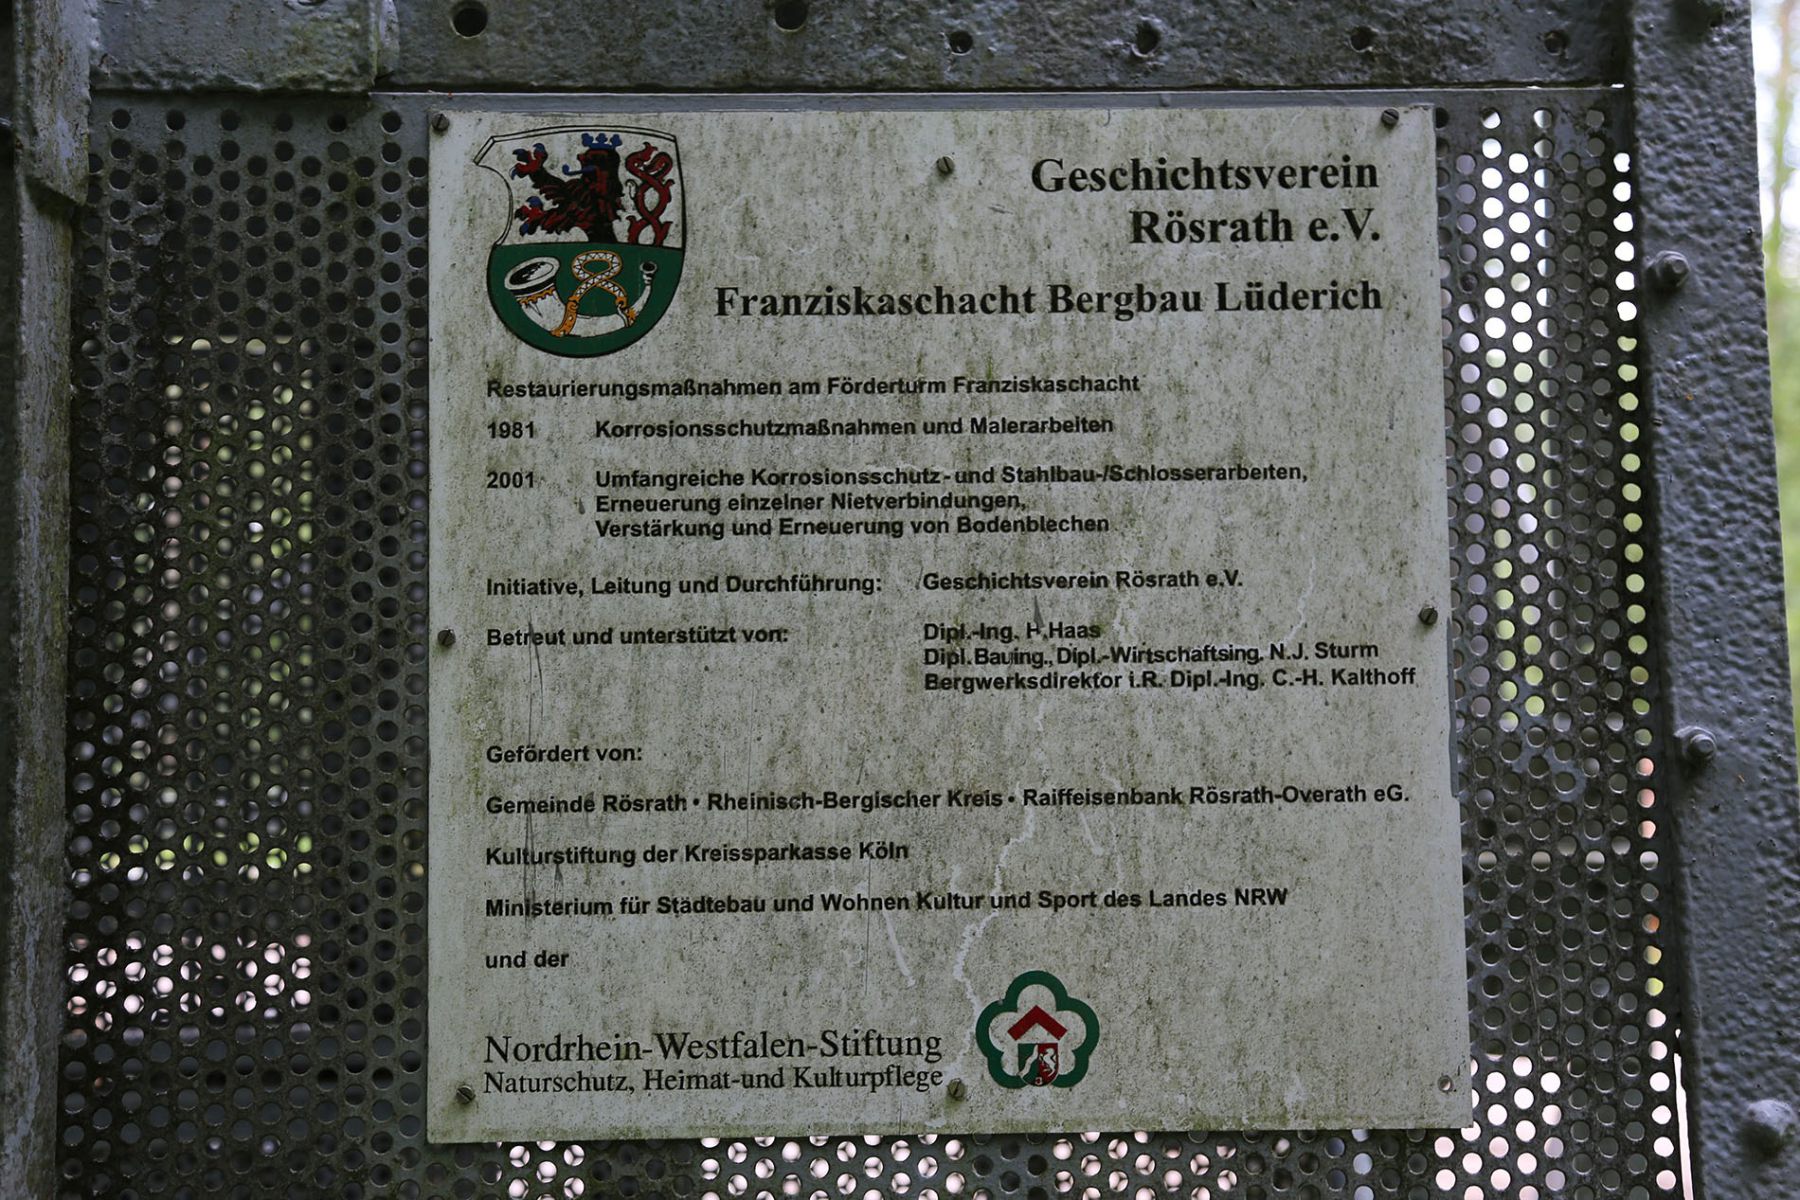 Geschichtsverein
Rösrath e.V.
Franziskaschacht Bergbau Lüderich
Restaurierungsmaßnahmen am Förderturm Franziskaschacht
1981 Korrosionsschutzmaßnahmen und Malerarbeiten
2001 Umfangreiche Korrosionsschutz- und Stahlbau-/Schlosserarbeiten,
Erneuerung einzelner Nietverbindungen,
Verstärkung und Erneuerung von Bodenblechen
Initiative, Leitung und Durchführung: Geschichtsverein Rösrath e.V.
Betreut und unterstützt von: Dipl.-Ing. H.Haas
Dipl.Bauing., Dipl.-Wirtschaftsing. N.J. Sturm
Bergwerksdirektor i.R. Dipl.-Ing. C.-H. Kalthoff
Gefördert von:
Gemeinde Rösrath • Rheinisch-Bergischer Kreis • Raiffeisenbank Rösrath-Overath eG.
Kulturstiftung der Kreissparkasse Köln
Ministerium für Städtebau und Wohnen Kultur und Sport des Landes NRW
und der
Nordrhein-Westfalen-Stiftung
Naturschutz, Heimat-und Kulturpflege